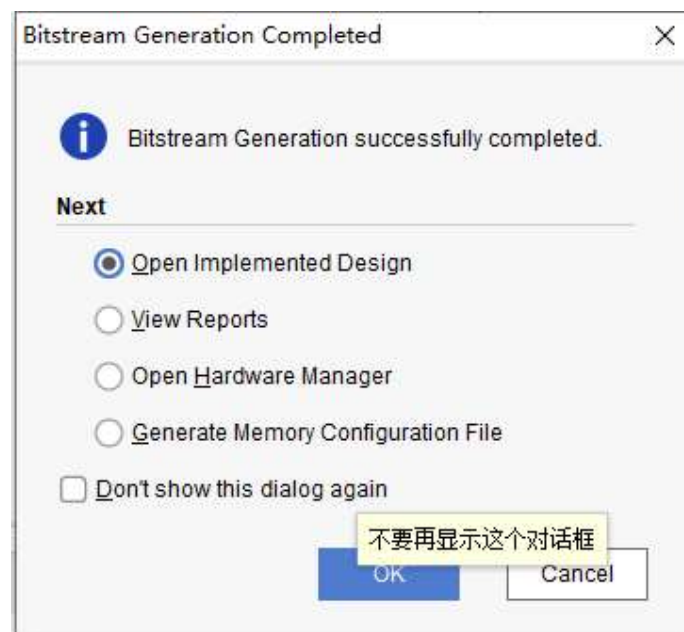 Bitstream Generation Completed
Bitstream Generation successfully completed.
Next
Open Implemented Design
View Reports
Open Hardware Manager
Generate Memory Configuration File
Don't show this dialog again
不要再显示这个对话框
OK
Cancel